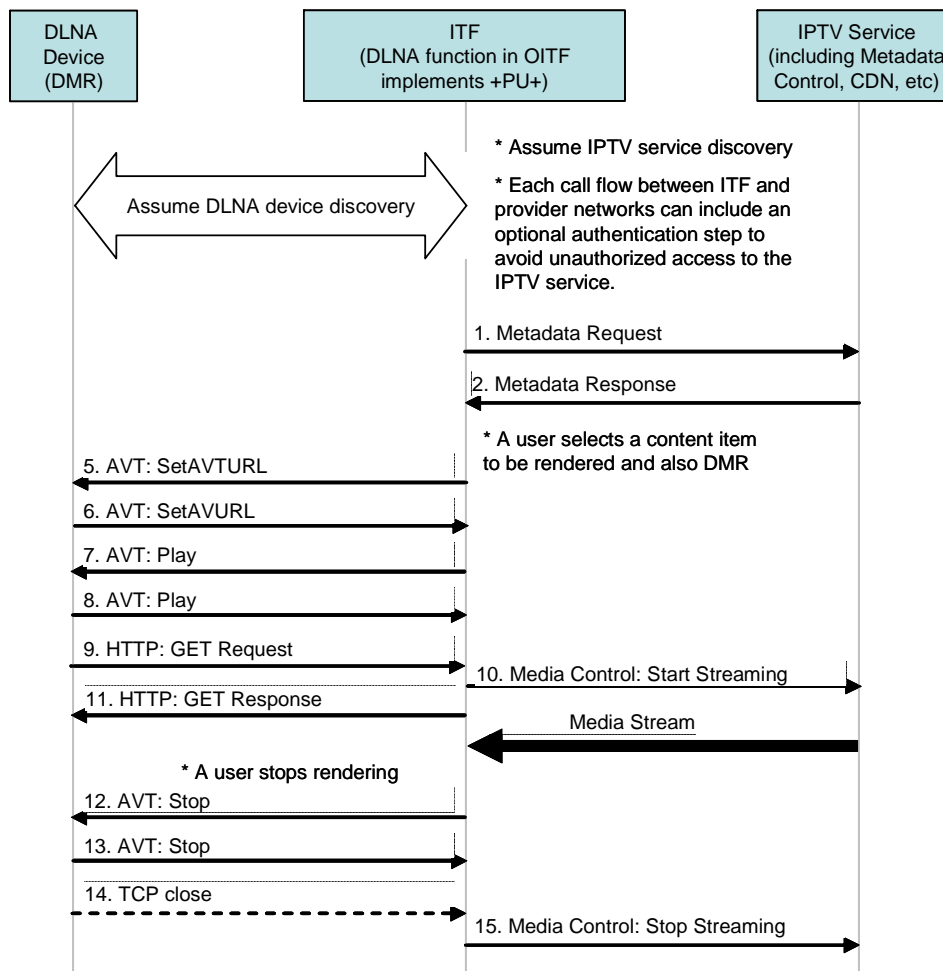 DLNA
Device
(DMR)
ITF
(DLNA function in OITF
implements +PU+)
IPTV Service
(including Metadata
Control, CDN, etc)
* Assume IPTV service discovery
Assume DLNA device discovery
* Each call flow between ITF and
provider networks can include an
optional authentication step to
avoid unauthorized access to the
IPTV service.
1. Metadata Request
2. Metadata Response
* A user selects a content item
to be rendered and also DMR
5. AVT: SetAVTURL
6. AVT: SetAVURL
7. AVT: Play
8. AVT: Play
9. HTTP: GET Request
10. Media Control: Start Streaming
11. HTTP: GET Response
Media Stream
* A user stops rendering
12. AVT: Stop
13. AVT: Stop
14. TCP close
15. Media Control: Stop Streaming